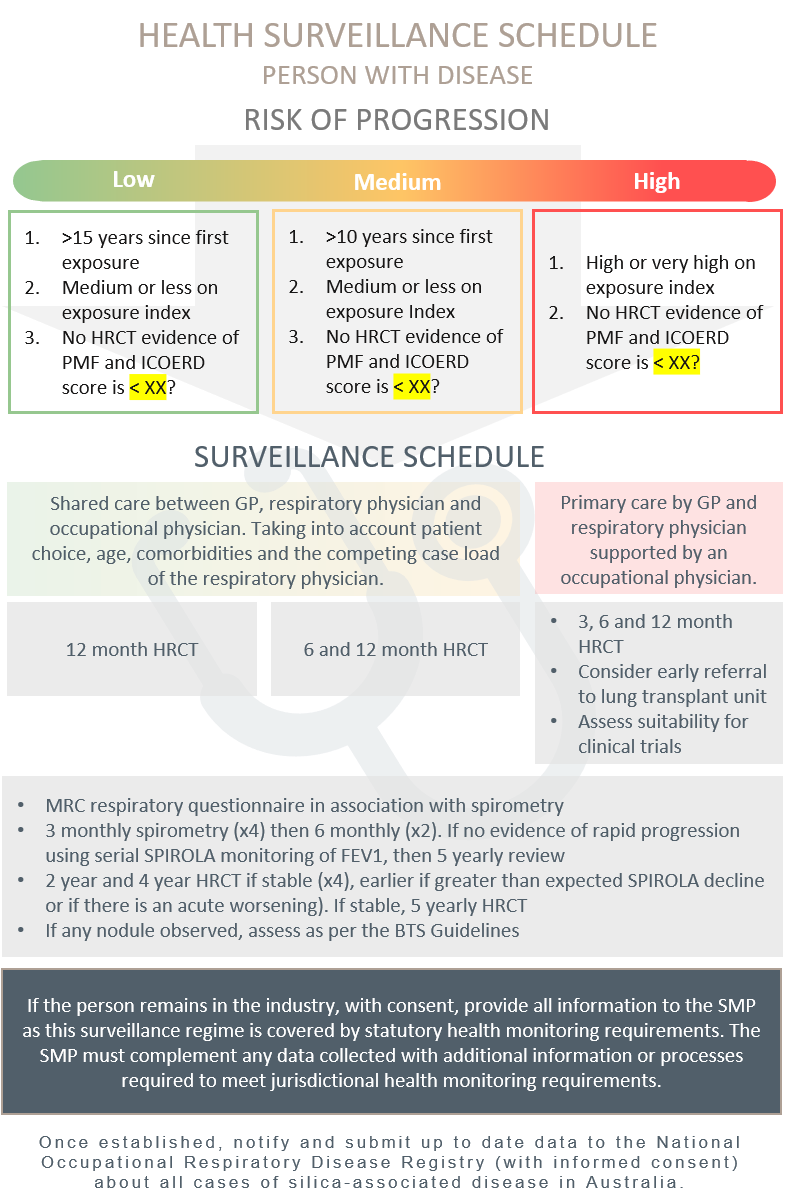 HEALTH SURVEILLANCE SCHEDULE
PERSON WITH DISEASE
RISK OF PROGRESSION
Low
Medium
High
1. >15 years since first
exposure
2. Medium or less on
exposure index
3. No HRCT evidence of
PMF and ICOERD
score is < XX?
1. >10 years since first
exposure
2. Medium or less on
exposure Index
3. No HRCT evidence of
PMF and ICOERD
score is < XX?
1. High or very high on
exposure index
2. No HRCT evidence of
PMF and ICOERD
score is < XX?
SURVEILLANCE SCHEDULE
Shared care between GP, respiratory physician and
occupational physician. Taking into account patient
choice, age, comorbidities and the competing case load
of the respiratory physician.
Primary care by GP and
respiratory physician
supported by an
occupational physician.
12 month HRCT
6 and 12 month HRCT
• 3, 6 and 12 month
HRCT
• Consider early referral
to lung transplant unit
• Assess suitability for
clinical trials
• MRC respiratory questionnaire in association with spirometry
• 3 monthly spirometry (x4) then 6 monthly (x2). If no evidence of rapid progression
using serial SPIROLA monitoring of FEV1, then 5 yearly review
• 2 year and 4 year HRCT if stable (x4), earlier if greater than expected SPIROLA decline
or if there is an acute worsening). If stable, 5 yearly HRCT
• If any nodule observed, assess as per the BTS Guidelines
If the person remains in the industry, with consent, provide all information to the SMP
as this surveillance regime is covered by statutory health monitoring requirements. The
SMP must complement any data collected with additional information or processes
required to meet jurisdictional health monitoring requirements.
Once established, notify and submit up to date data to the National
Occupational Respiratory Disease Registry (with informed consent)
about all cases of silica-associated disease in Australia.